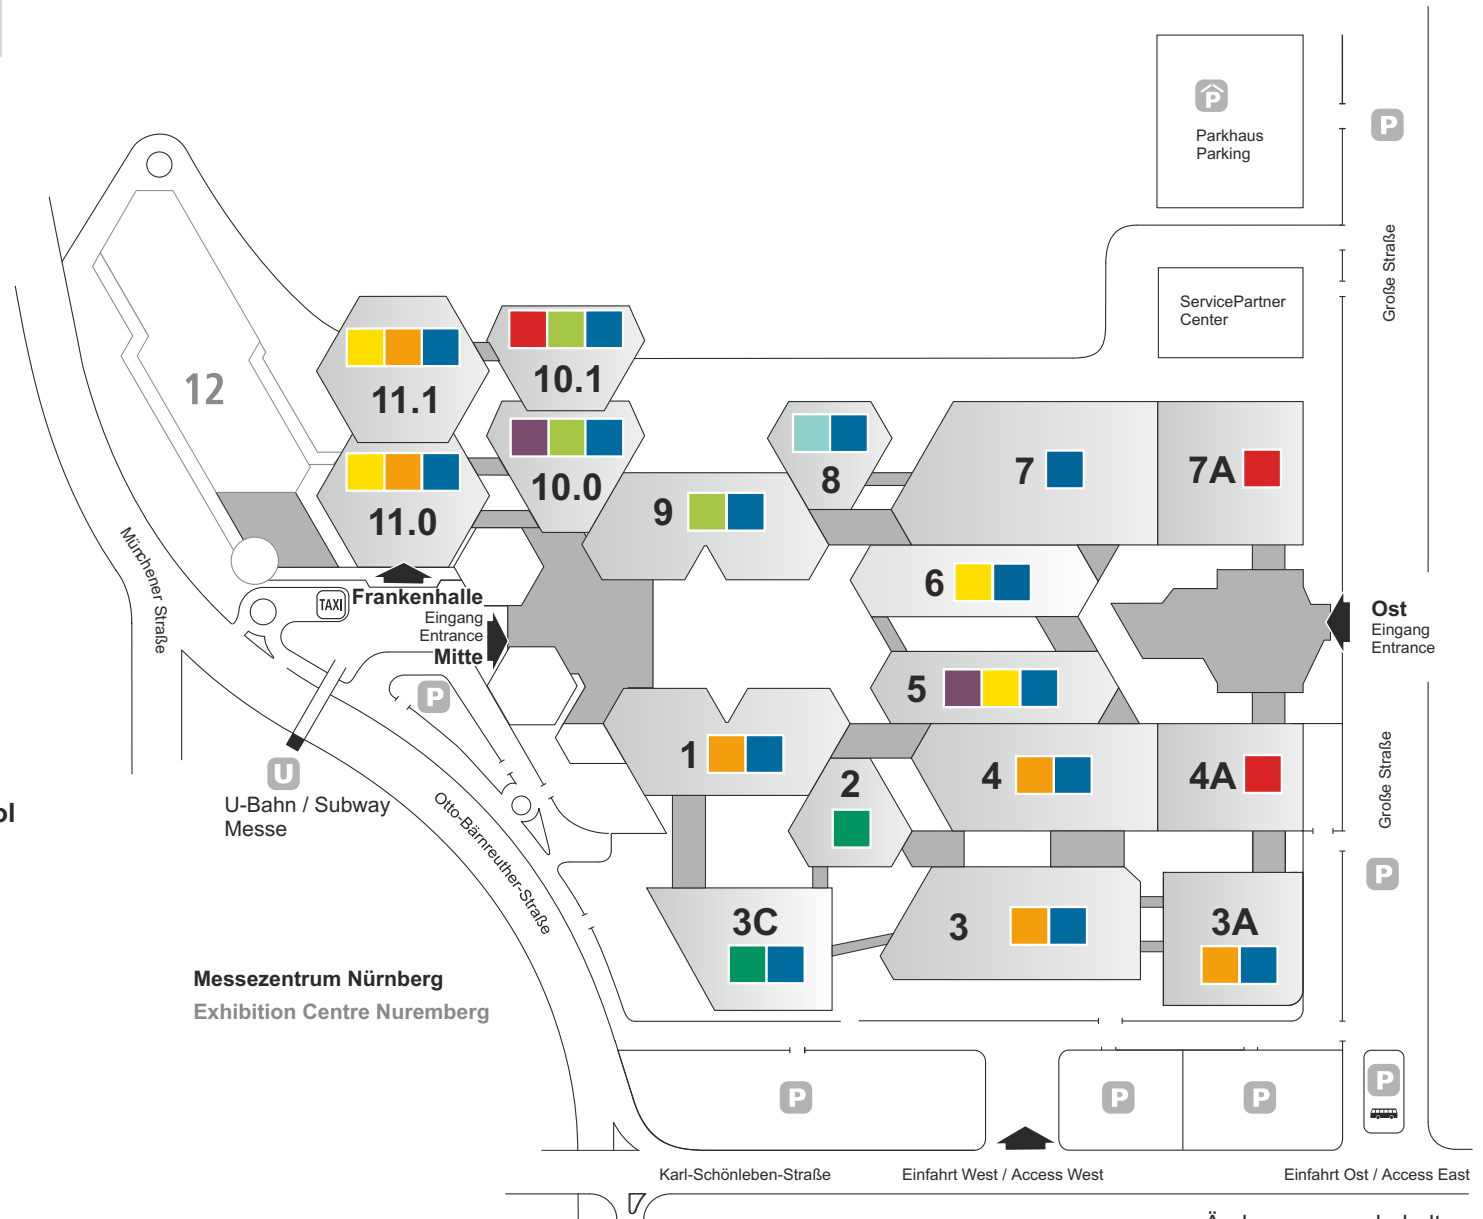 P
Parkhaus
Parking
P
Große Straße
ServicePartner
Center
12
11.1
10.1
11.0
10.0
9
8
7
7A
6
5
Münchener Straße
TAXI
Frankenhalle
Eingang
Entrance
Mitte
Ost
Eingang
Entrance
P
U
U-Bahn / Subway
Messe
ol
1
2
4
4A
Große Straße
Otto-Bärnreuther-Straße
3C
3
3A
P
Messezentrum Nürnberg
Exhibition Centre Nuremberg
P
P
P
P
Karl-Schönleben-Straße
Einfahrt West / Access West
Einfahrt Ost / Access East